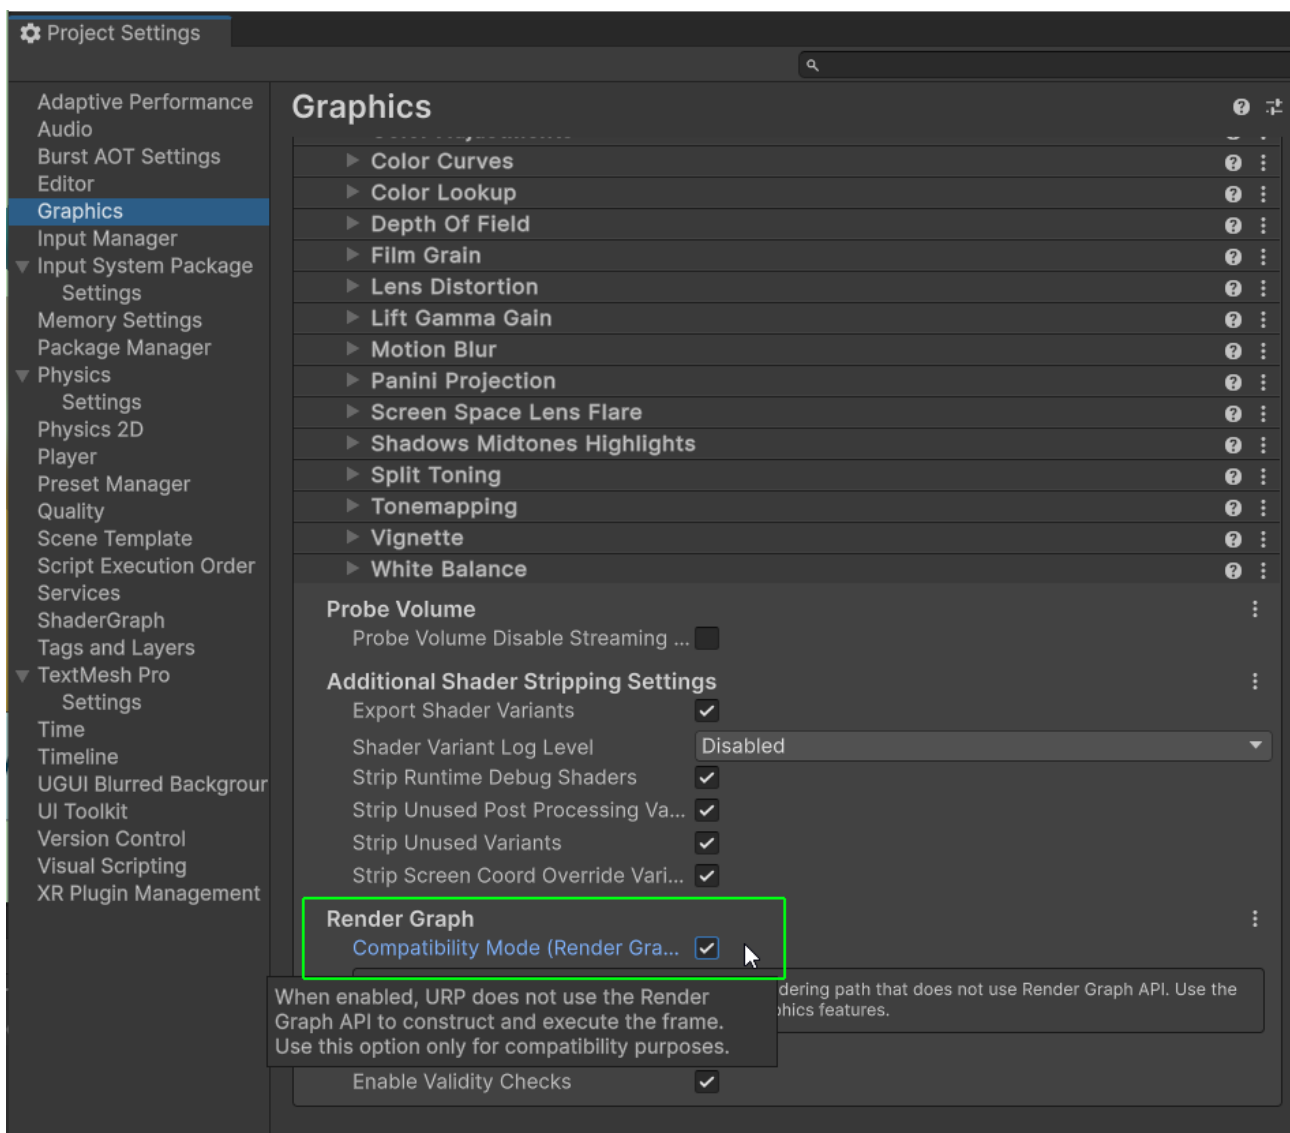 Project Settings
Adaptive Performance
Audio
Burst AOT Settings
Editor
Graphics
Input Manager
Input System Package
Settings
Memory Settings
Package Manager
Physics
Settings
Physics 2D
Player
Preset Manager
Quality
Scene Template
Script Execution Order
Services
ShaderGraph
Tags and Layers
TextMesh Pro
Settings
Time
Timeline
UGUI Blurred Backgrour
UI Toolkit
Version Control
Visual Scripting
XR Plugin Management
Graphics
Color Curves
Color Lookup
Depth Of Field
Film Grain
Lens Distortion
Lift Gamma Gain
Motion Blur
Panini Projection
Screen Space Lens Flare
Shadows Midtones Highlights
Split Toning
Tonemapping
Vignette
White Balance
Probe Volume
Probe Volume Disable Streaming ...
Additional Shader Stripping Settings
Export Shader Variants
Shader Variant Log Level Disabled
Strip Runtime Debug Shaders
Strip Unused Post Processing Va...
Strip Unused Variants
Strip Screen Coord Override Vari...
Render Graph
Compatibility Mode (Render Gra...
dering path that does not use Render Graph API. Use the
phics features.
When enabled, URP does not use the Render
Graph API to construct and execute the frame.
Use this option only for compatibility purposes.
Enable Validity Checks